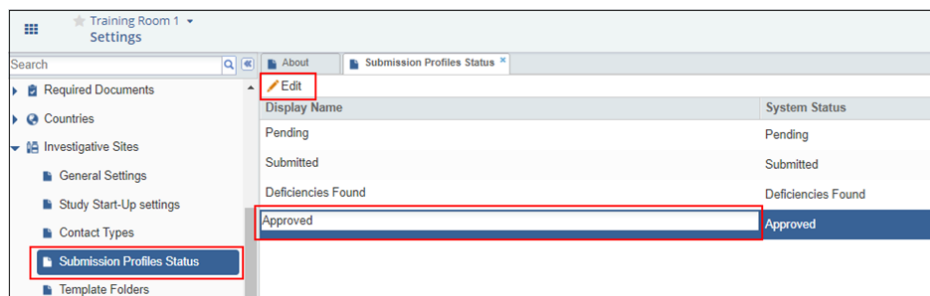 Training Room 1
Settings
Search
About
Submission Profiles Status
Required Documents
Edit
Display Name System Status
Countries
Pending Pending
Investigative Sites
Submitted Submitted
General Settings
Deficiencies Found Deficiencies Found
Study Start-Up settings
Approved Approved
Contact Types
Submission Profiles Status
Template Folders